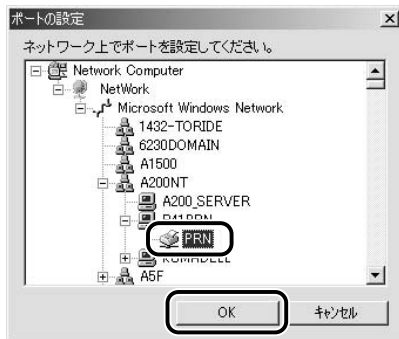 ポートの設定
ネットワーク上でポートを設定してください。
Network Computer
NetWork
Microsoft Windows Network
1432-TORIDE
6230DOMAIN
A1500
A200NT
A200_SERVER
PRN
A5F
OK
キャンセル